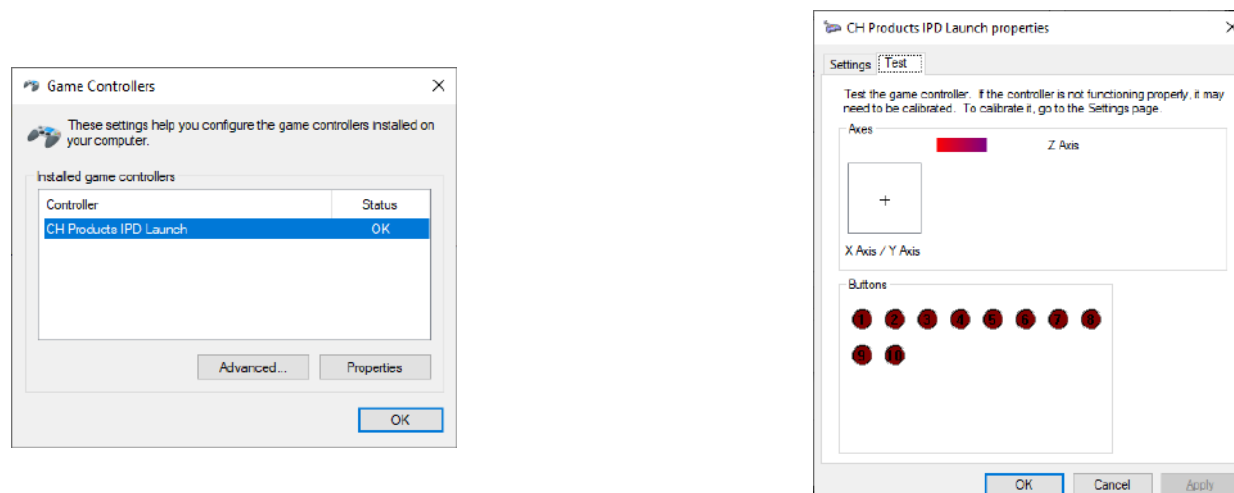 Game Controllers
These settings help you configure the game controllers installed on
your computer.
Installed game controllers
Controller Status
CH Products IPD Launch OK
Advanced... Properties
OK
CH Products IPD Launch properties
Settings Test
Test the game controller. If the controller is not functioning properly, it may
need to be calibrated. To calibrate it, go to the Settings page.
Axes
Z Axis
X Axis / Y Axis
Buttons
1 2 3 4 5 6 7 8
9 10
OK Cancel Apply